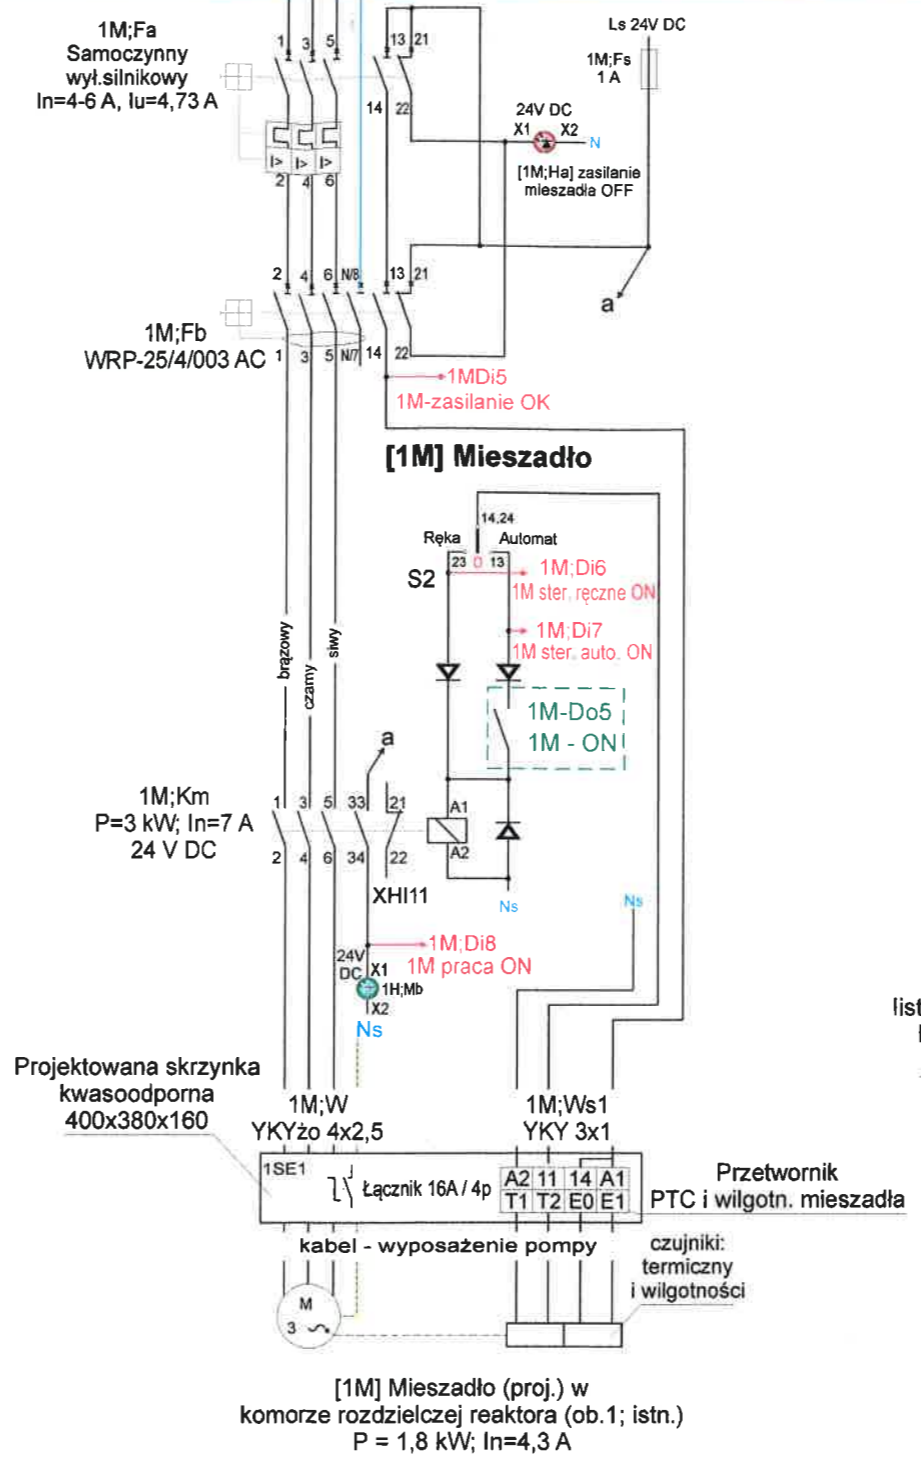 1M;Fa
Samoczynny
wył.silnikowy
In=4-6 A, Iu=4,73 A
1 3 5 13 21
14 22
I> I> I>
2 4 6
Ls 24V DC
1M;Fs
1 A
24V DC
X1 X2
N
[1M;Ha] zasilanie
mieszadła OFF
a
2 4 6 N/8 13 21
1M;Fb
WRP-25/4/003 AC
1 3 5 N/7 14 22
1MDi5
1M-zasilanie OK
[1M] Mieszadło
14.24
Ręka Automat
23 0 13
S2
1M;Di6
1M ster. ręczne ON
1M;Di7
1M ster. auto. ON
brązowy
czarny
siwy
1M-Do5
1M - ON
a
1M;Km
P=3 kW; In=7 A
24 V DC
1 3 5 33 21
2 4 6 34 22
A1
A2
XHI11
Ns
Ns
1M;Di8
1M praca ON
24V
DC
X1
1H;Mb
X2
Ns
list
Projektowana skrzynka
kwasoodporna
400x380x160
1M;W
YKYżo 4x2,5
1M;Ws1
YKY 3x1
1SE1
Łącznik 16A / 4p
A2 11 14 A1
T1 T2 E0 E1
Przetwornik
PTC i wilgotn. mieszadła
kabel - wyposażenie pompy
czujniki:
termiczny
i wilgotności
M
3
[1M] Mieszadło (proj.) w
komorze rozdzielczej reaktora (ob.1; istn.)
P = 1,8 kW; In=4,3 A